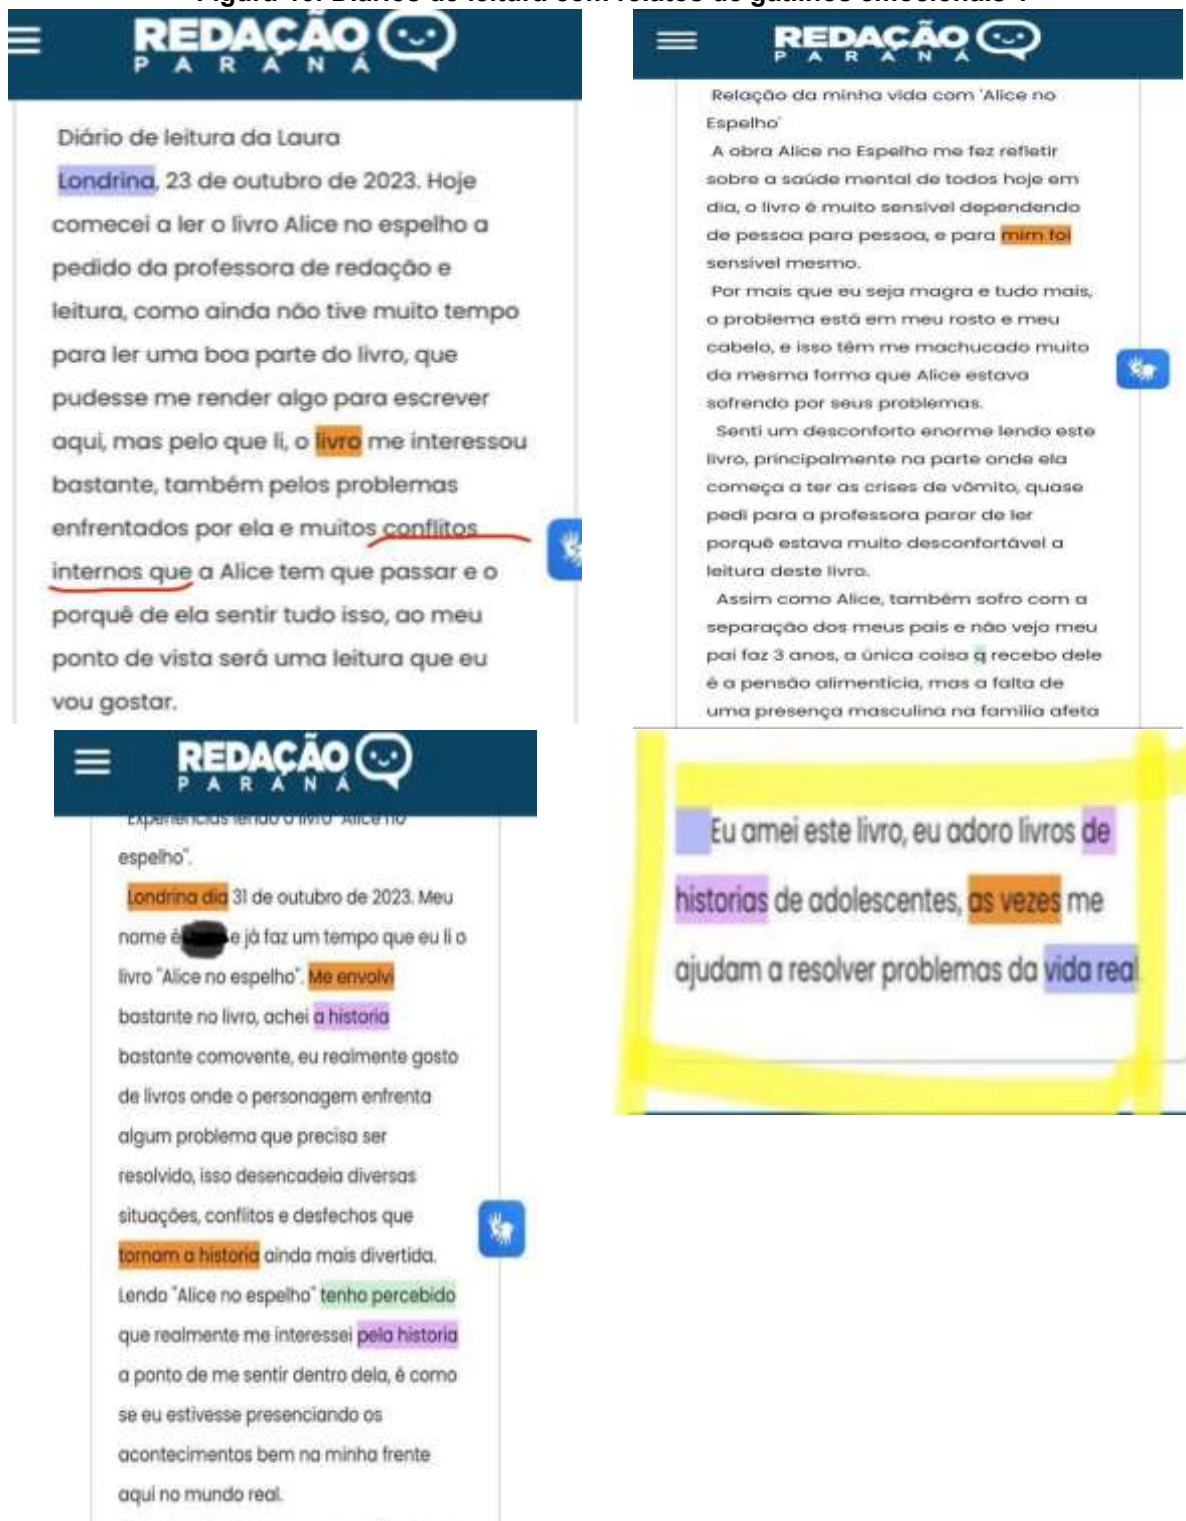 REDAÇÃO
PARANÁ
Diário de leitura da Laura
Londrina, 23 de outubro de 2023. Hoje
comecei a ler o livro Alice no espelho a
pedido da professora de redação e
leitura, como ainda não tive muito tempo
para ler uma boa parte do livro, que
pudesse me render algo para escrever
aqui, mas pelo que li, o livro me interessou
bastante, também pelos problemas
enfrentados por ela e muitos conflitos
internos que a Alice tem que passar e o
porquê de ela sentir tudo isso, ao meu
ponto de vista será uma leitura que eu
vou gostar.
REDAÇÃO
PARANÁ
Relação da minha vida com 'Alice no
Espelho'
A obra Alice no Espelho me fez refletir
sobre a saúde mental de todos hoje em
dia, o livro é muito sensível dependendo
de pessoa para pessoa, e para mim foi
sensível mesmo.
Por mais que eu seja magra e tudo mais,
o problema está em meu rosto e meu
cabelo, e isso têm me machucado muito
da mesma forma que Alice estava
sofrendo por seus problemas.
Senti um desconforto enorme lendo este
livro, principalmente na parte onde ela
começa a ter as crises de vômito, quase
pedi para a professora parar de ler
porquê estava muito desconfortável a
leitura deste livro.
Assim como Alice, também sofro com a
separação dos meus pais e não vejo meu
pai faz 3 anos, a única coisa q recebo dele
é a pensão alimentícia, mas a falta de
uma presença masculina na família afeta
REDAÇÃO
PARANÁ
Experiências lendo o livro "Alice no
espelho".
Londrina dia 31 de outubro de 2023. Meu
nome é e já faz um tempo que eu li o
livro "Alice no espelho". Me envolvi
bastante no livro, achei a historia
bastante comovente, eu realmente gosto
de livros onde o personagem enfrenta
algum problema que precisa ser
resolvido, isso desencadeia diversas
situações, conflitos e desfechos que
tornam a historia ainda mais divertida.
Lendo "Alice no espelho" tenho percebido
que realmente me interessei pela historia
a ponto de me sentir dentro dela, é como
se eu estivesse presenciando os
acontecimentos bem na minha frente
aqui no mundo real.
Eu amei este livro, eu adoro livros de
historias de adolescentes, as vezes me
ajudam a resolver problemas da vida real.